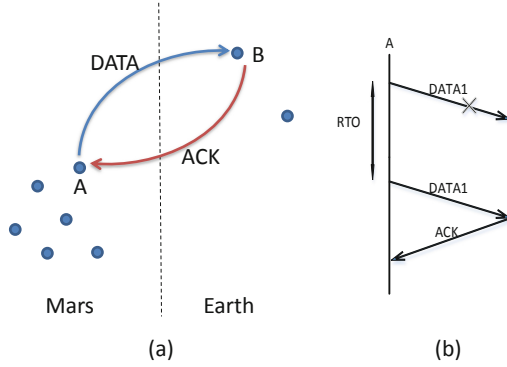 DATA
B
ACK
A
Mars
Earth
(a)
A
DATA1
RTO
DATA1
ACK
(b)